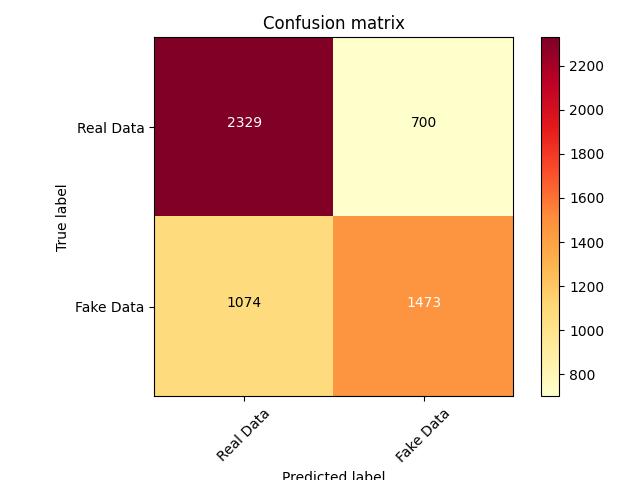 Confusion matrix
True label
Real Data
2329 700
Fake Data
1074 1473
Real Data Fake Data
Predicted label
2200
2000
1800
1600
1400
1200
1000
800